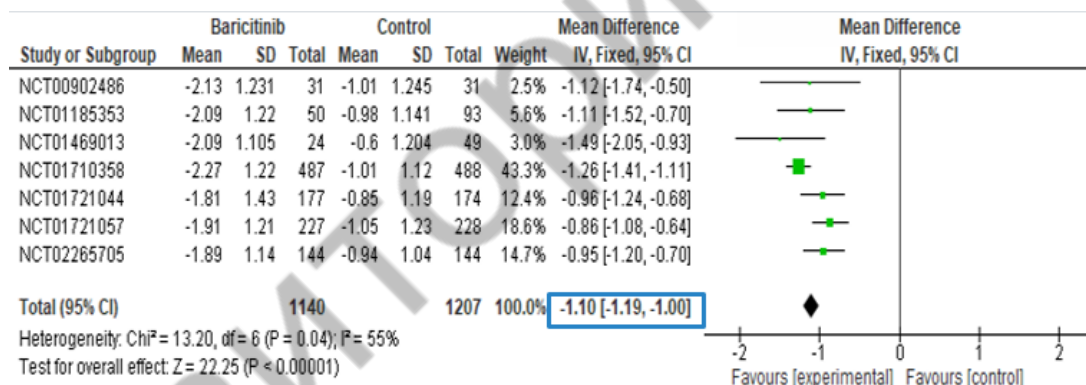 Baricitinib Control Mean Difference Mean Difference
Study or Subgroup Mean SD Total Mean SD Total Weight IV, Fixed, 95% CI IV, Fixed, 95% CI
NCT00902486 -2.13 1.231 31 -1.01 1.245 31 2.5% -1.12 [-1.74, -0.50]
NCT01185353 -2.09 1.22 50 -0.98 1.141 93 5.6% -1.11 [-1.52, -0.70]
NCT01469013 -2.09 1.105 24 -0.6 1.204 49 3.0% -1.49 [-2.05, -0.93]
NCT01710358 -2.27 1.22 487 -1.01 1.12 488 43.3% -1.26 [-1.41, -1.11]
NCT01721044 -1.81 1.43 177 -0.85 1.19 174 12.4% -0.96 [-1.24, -0.68]
NCT01721057 -1.91 1.21 227 -1.05 1.23 228 18.6% -0.86 [-1.08, -0.64]
NCT02265705 -1.89 1.14 144 -0.94 1.04 144 14.7% -0.95 [-1.20, -0.70]
Total (95% CI) 1140 1207 100.0% -1.10 [-1.19, -1.00]
Heterogeneity: Chi² = 13.20, df = 6 (P = 0.04); I² = 55%
Test for overall effect: Z = 22.25 (P < 0.00001)
-2 -1 0 1 2
Favours [experimental] Favours [control]